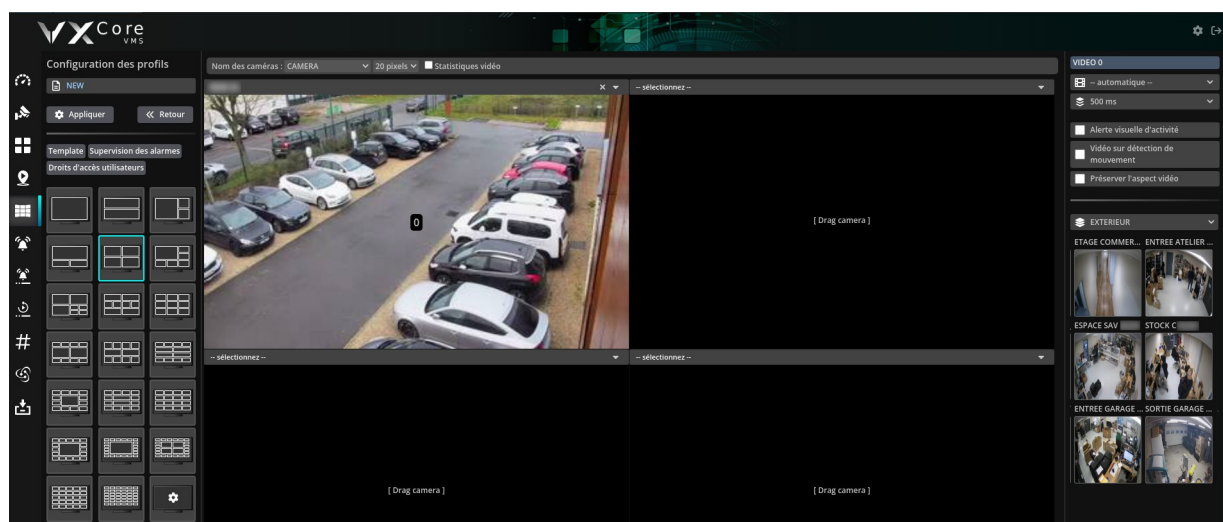 VXCore
VMS
Configuration des profils
NEW
Appliquer
Retour
Template
Supervision des alarmes
Droits d'accès utilisateurs
Nom des caméras : CAMERA
20 pixels
Statistiques vidéo
-- sélectionnez --
0
[ Drag camera ]
-- sélectionnez --
-- sélectionnez --
[ Drag camera ]
[ Drag camera ]
VIDEO 0
-- automatique --
500 ms
Alerte visuelle d'activité
Vidéo sur détection de
mouvement
Préserver l'aspect vidéo
EXTERIEUR
ETAGE COMMER... ENTREE ATELIER ...
ESPACE SAV
STOCK C
ENTREE GARAGE ... SORTIE GARAGE ...